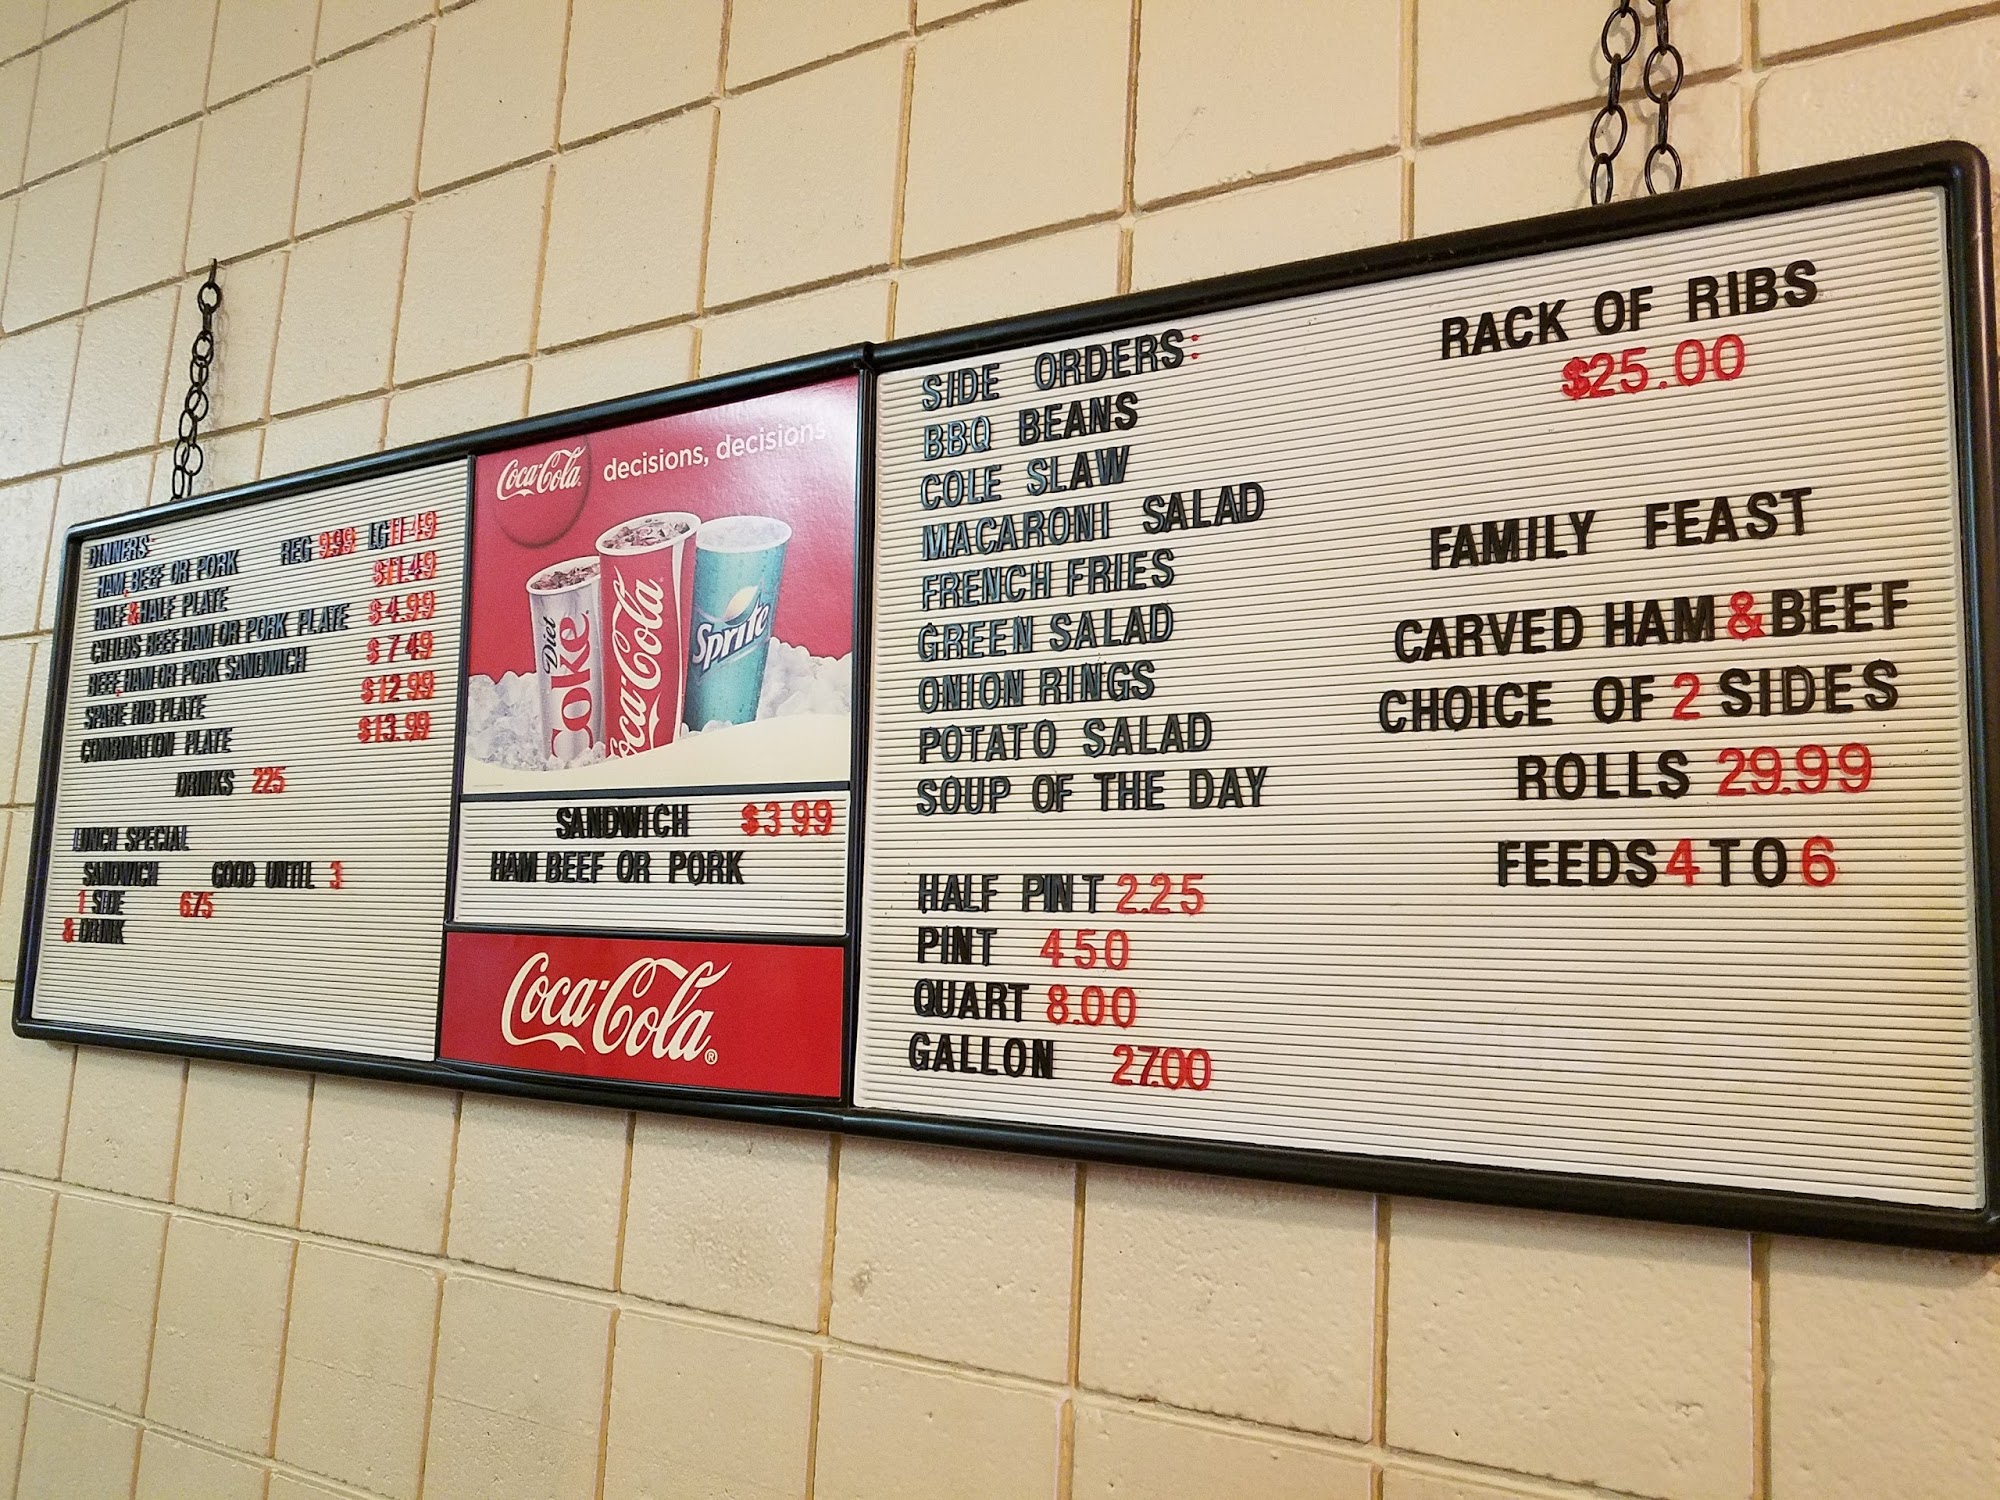 DINNERS:
HAM, BEEF OR PORK REG 9.99 LG 11.49
HALF & HALF PLATE $11.49
CHILDS BEEF HAM OR PORK PLATE $4.99
BEEF, HAM OR PORK SANDWICH $7.49
SPARE RIB PLATE $12.99
COMBINATION PLATE $13.99
DRINKS 2.25
LUNCH SPECIAL
SANDWICH GOOD UNTIL 3
1 SIDE 6.75
& DRINK
Coca-Cola decisions, decisions
Diet Coke
Coca-Cola
Sprite
SANDWICH $3.99
HAM BEEF OR PORK
Coca-Cola®
SIDE ORDERS:
BBQ BEANS
COLE SLAW
MACARONI SALAD
FRENCH FRIES
GREEN SALAD
ONION RINGS
POTATO SALAD
SOUP OF THE DAY
HALF PINT 2.25
PINT 4.50
QUART 8.00
GALLON 27.00
RACK OF RIBS
$25.00
FAMILY FEAST
CARVED HAM & BEEF
CHOICE OF 2 SIDES
ROLLS 29.99
FEEDS 4 TO 6